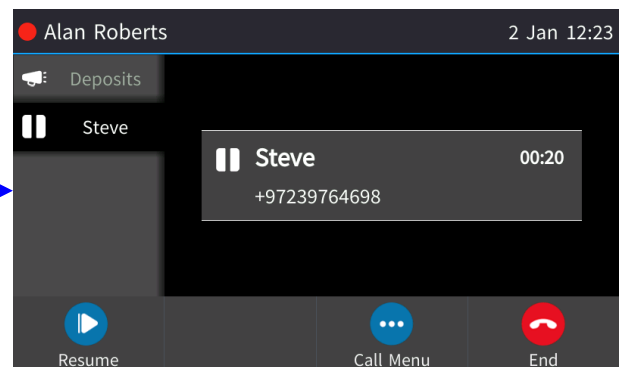 Alan Roberts 2 Jan 12:23
Deposits
Steve
Steve 00:20
+97239764698
Resume Call Menu End